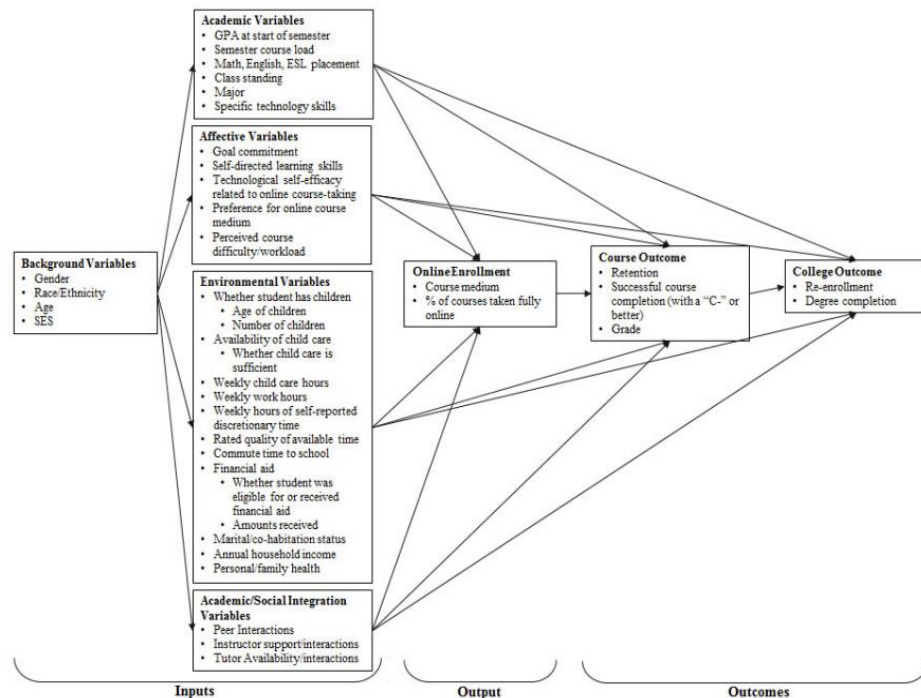 Academic Variables
• GPA at start of semester
• Semester course load
• Math, English, ESL placement
• Class standing
• Major
• Specific technology skills
Affective Variables
• Goal commitment
• Self-directed learning skills
• Technological self-efficacy
related to online course-taking
• Preference for online course
medium
• Perceived course
difficulty/workload
Background Variables
• Gender
• Race/Ethnicity
• Age
• SES
Environmental Variables
• Whether student has children
• Age of children
• Number of children
• Availability of child care
• Whether child care is
sufficient
• Weekly child care hours
• Weekly work hours
• Weekly hours of self-reported
discretionary time
• Rated quality of available time
• Commute time to school
• Financial aid
• Whether student was
eligible for or received
financial aid
• Amounts received
• Marital/co-habitation status
• Annual household income
• Personal/family health
Academic/Social Integration
Variables
• Peer Interactions
• Instructor support/interactions
• Tutor Availability/interactions
Online Enrollment
• Course medium
• % of courses taken fully
online
Course Outcome
• Retention
• Successful course
completion (with a “C-” or
better)
• Grade
College Outcome
• Re-enrollment
• Degree completion
Inputs
Output
Outcomes